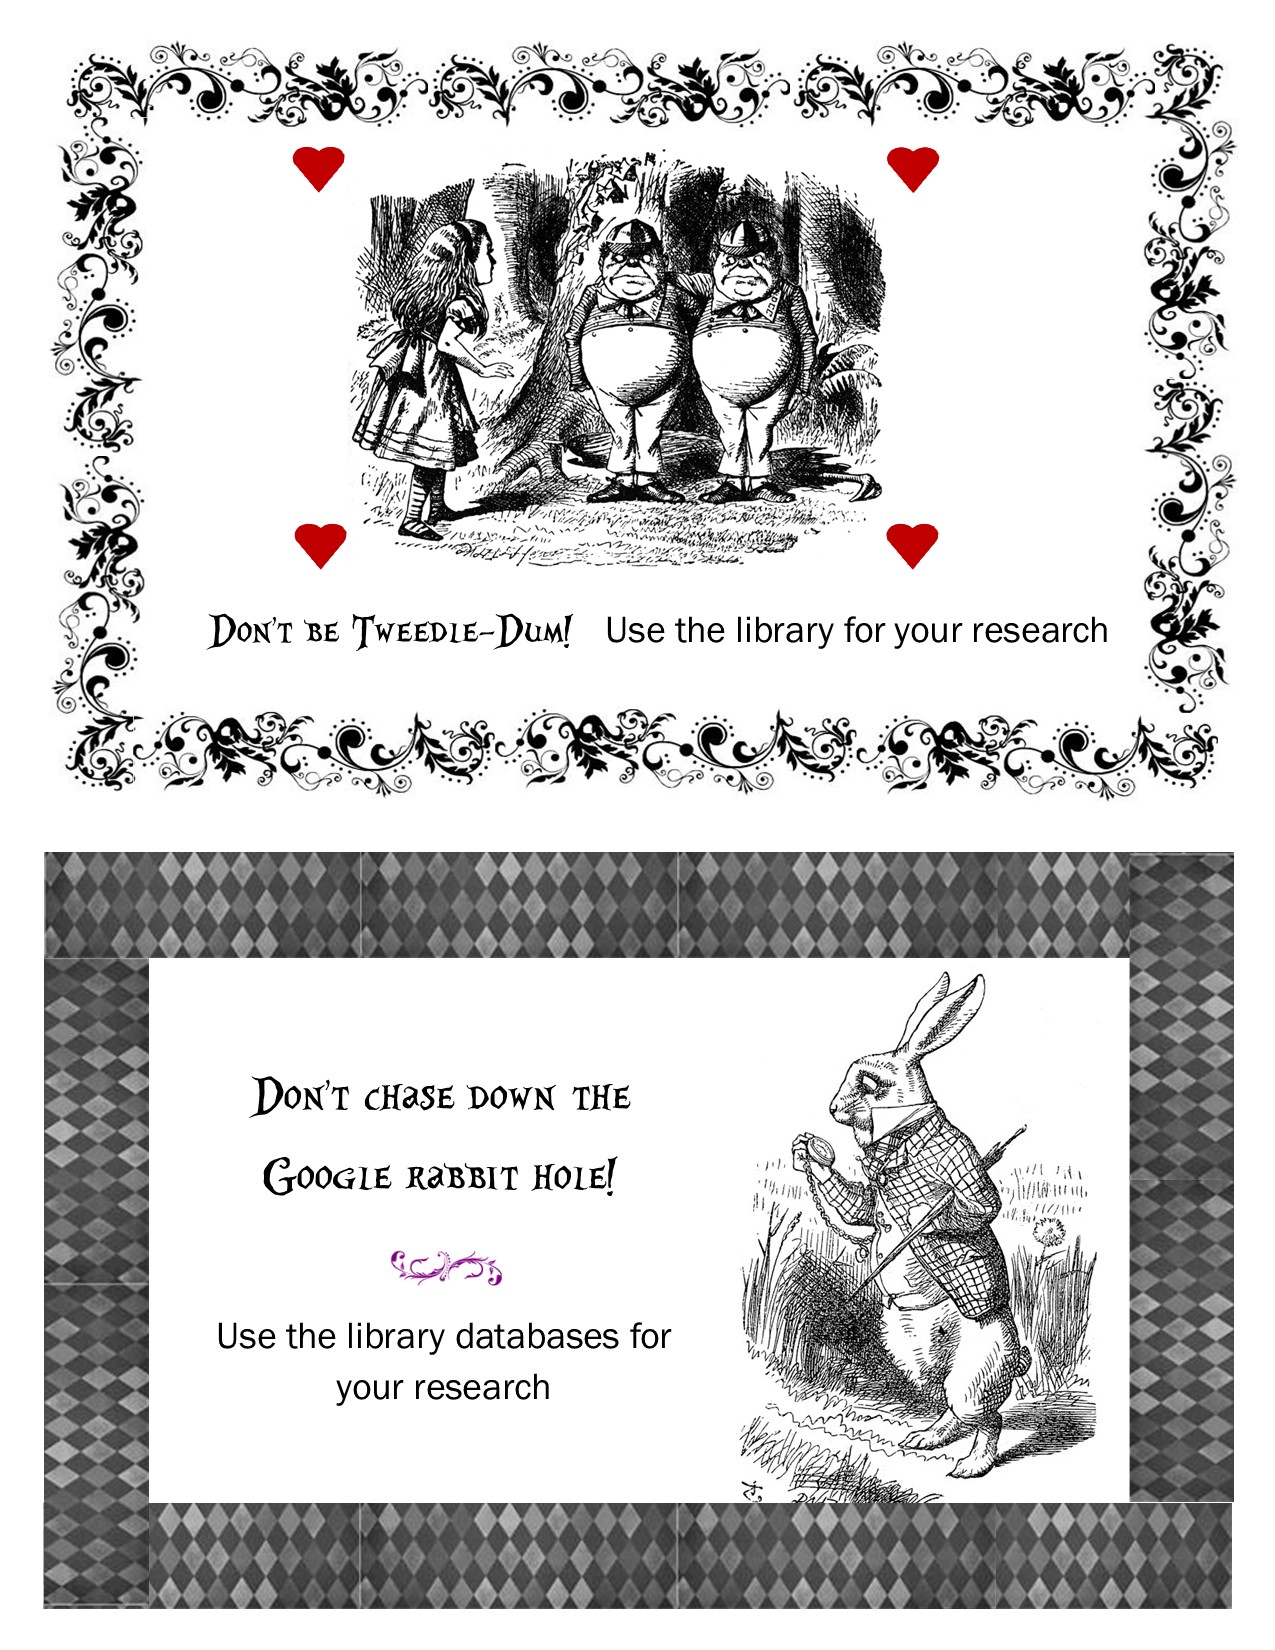 Don't be Tweedle-Dum! Use the library for your research
Don't chase down the
Google rabbit hole!
Use the library databases for
your research